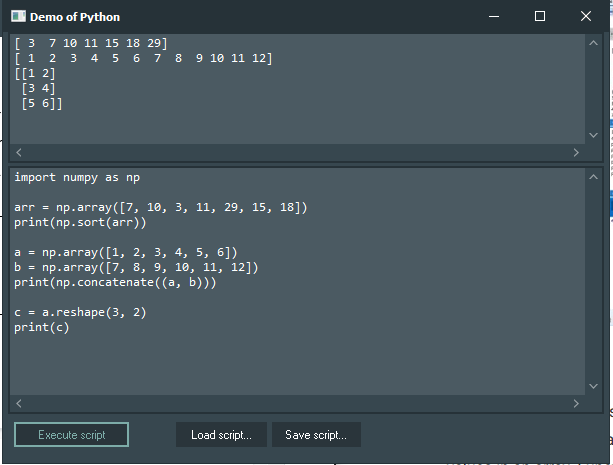 Demo of Python
[ 3  7 10 11 15 18 29]
[ 1  2  3  4  5  6  7  8  9 10 11 12]
[[1 2]
 [3 4]
 [5 6]]
import numpy as np
arr = np.array([7, 10, 3, 11, 29, 15, 18])
print(np.sort(arr))
a = np.array([1, 2, 3, 4, 5, 6])
b = np.array([7, 8, 9, 10, 11, 12])
print(np.concatenate((a, b)))
c = a.reshape(3, 2)
print(c)
Execute script
Load script...
Save script...